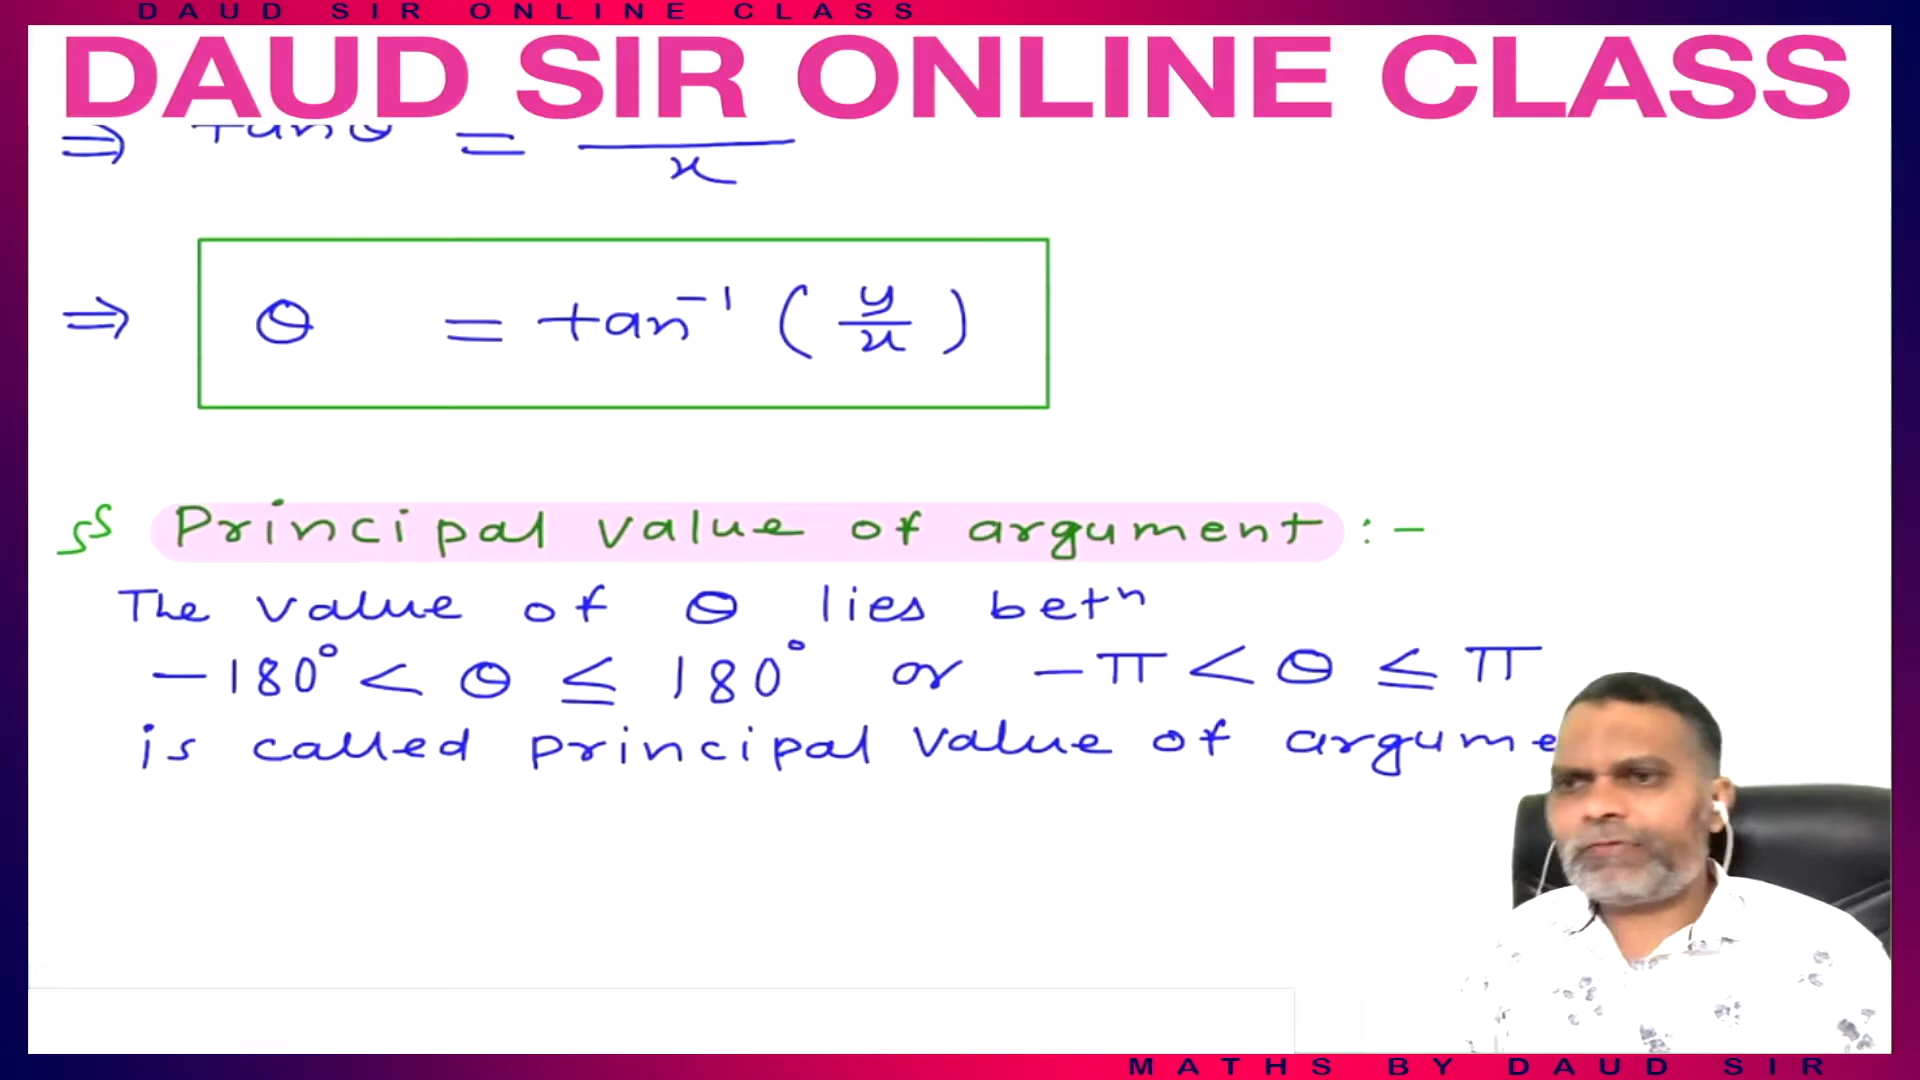 DAUD SIR ONLINE CLASS
DAUD SIR ONLINE CLASS
⇒ tanθ = / x
⇒ θ = tan⁻¹ (y/x)
§ Principal value of argument :-
The value of θ lies betⁿ
-180° < θ ≤ 180° or -π < θ ≤ π
is called principal value of argume
MATHS BY DAUD SIR